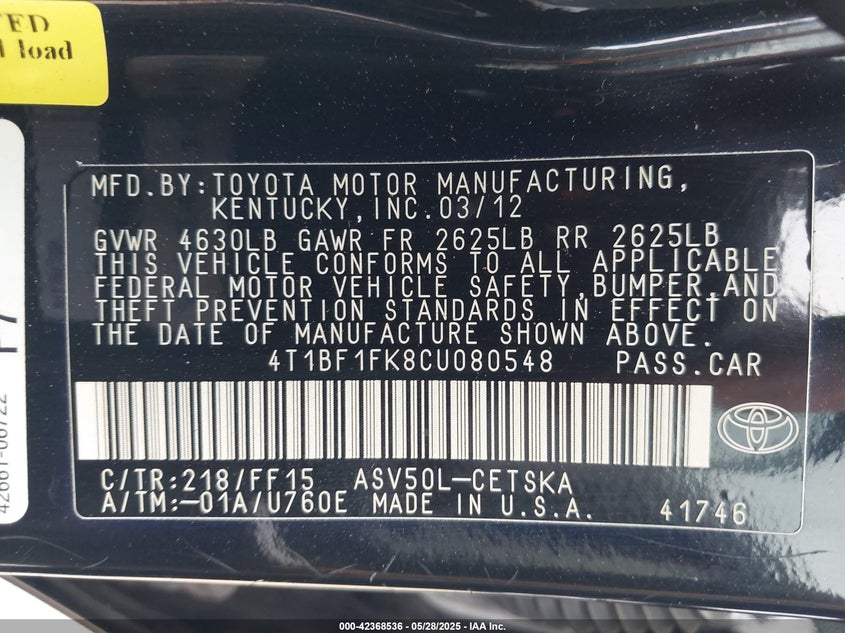 TED
l load
MFD.BY:TOYOTA MOTOR MANUFACTURING,
KENTUCKY,INC.03/12
GVWR 4630LB GAWR FR 2625LB RR 2625LB
THIS VEHICLE CONFORMS TO ALL APPLICABLE
FEDERAL MOTOR VEHICLE SAFETY,BUMPER,AND
THEFT PREVENTION STANDARDS IN EFFECT ON
THE DATE OF MANUFACTURE SHOWN ABOVE.
4T1BF1FK8CU080548 PASS.CAR
C/TR:218/FF15 ASV50L-CETSKA
A/TM:-01A/U760E MADE IN U.S.A. 41746
000-42368536 - 05/28/2025 - IAA Inc.